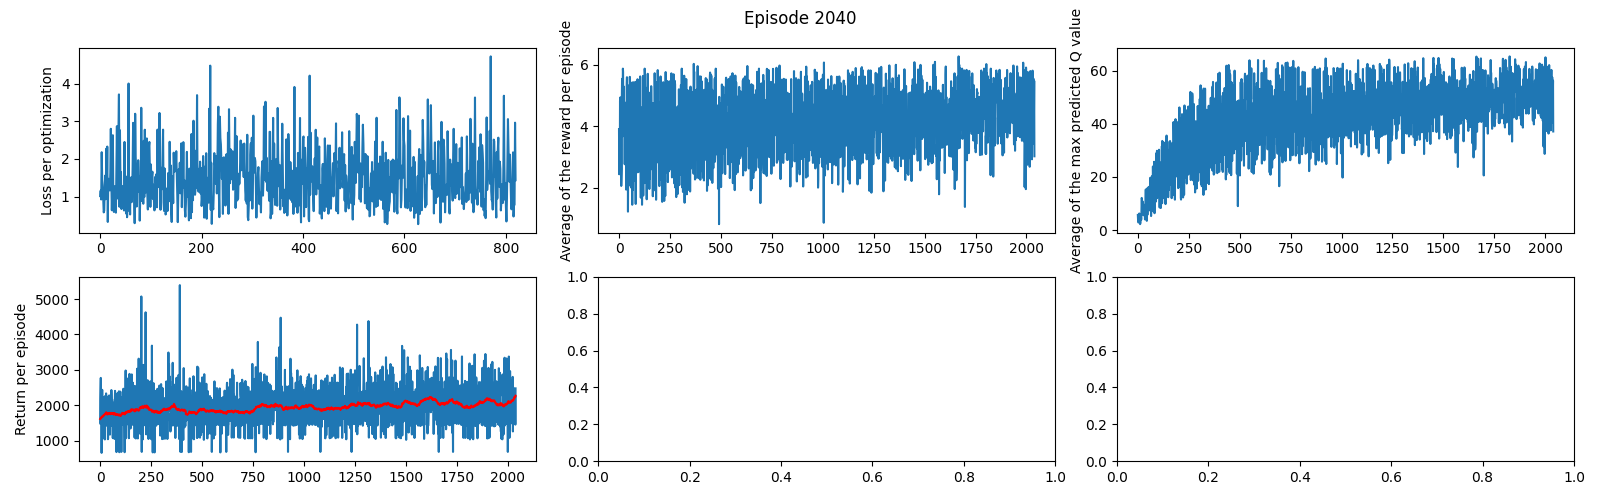 Episode 2040
Loss per optimization
4
3
2
1
0 200 400 600 800
Average of the reward per episode
6
4
2
0 250 500 750 1000 1250 1500 1750 2000
Average of the max predicted Q value
60
40
20
0
0 250 500 750 1000 1250 1500 1750 2000
Return per episode
5000
4000
3000
2000
1000
0 250 500 750 1000 1250 1500 1750 2000
1.0
0.8
0.6
0.4
0.2
0.0
0.0 0.2 0.4 0.6 0.8 1.0
1.0
0.8
0.6
0.4
0.2
0.0
0.0 0.2 0.4 0.6 0.8 1.0